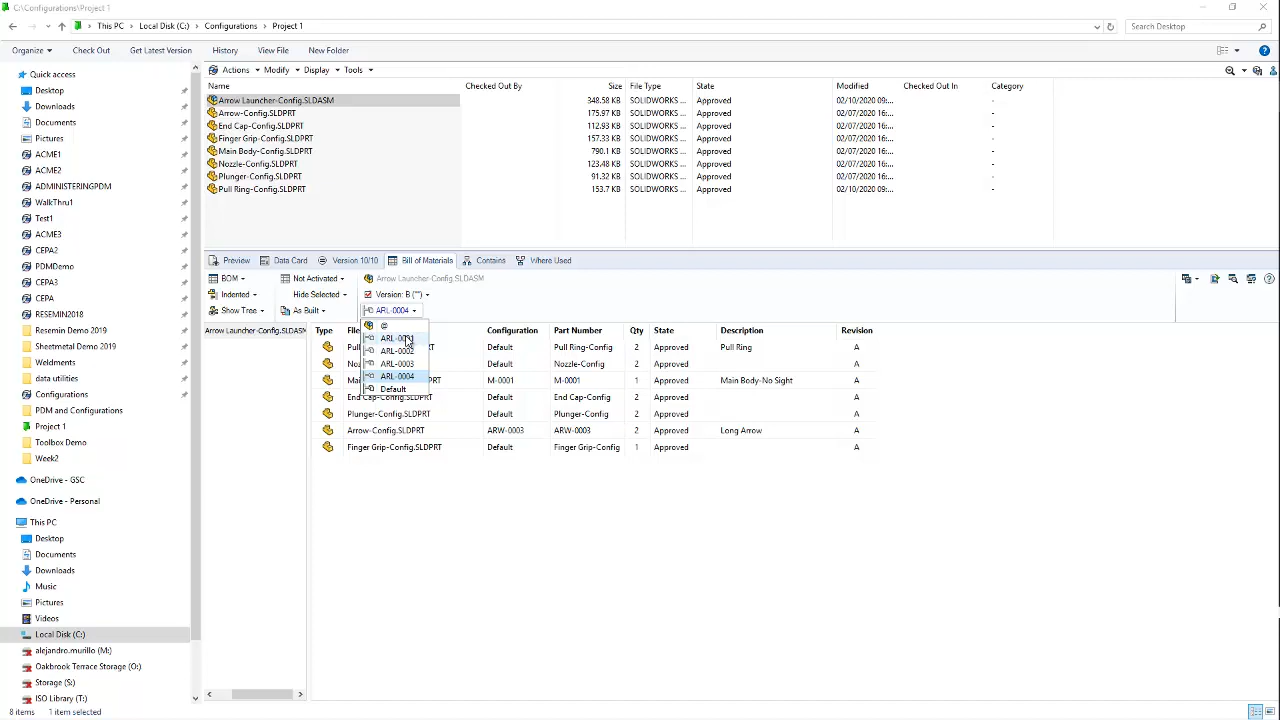 C:\Configurations\Project 1
This PC > Local Disk (C:) > Configurations > Project 1
Search Desktop
Organize
Check Out
Get Latest Version
History
View File
New Folder
Quick access
Desktop
Downloads
Documents
Pictures
ACME1
ACME2
ADMINISTERINGPDM
WalkThru1
Test1
ACME3
CEPA2
PDMDemo
CEPA3
CEPA
RESEMIN2018
Resemin Demo 2019
Sheetmetal Demo 2019
Weldments
data utilities
Configurations
PDM and Configurations
Project 1
Toolbox Demo
Week2
OneDrive - GSC
OneDrive - Personal
This PC
Desktop
Documents
Downloads
Music
Pictures
Videos
Local Disk (C:)
alejandro.murillo (M:)
Oakbrook Terrace Storage (O:)
Storage (S:)
ISO Library (T:)
8 items 1 item selected
Actions Modify Display Tools
Name Checked Out By Size File Type State Modified Checked Out In Category
Arrow Launcher-Config.SLDASM 348.58 KB SOLIDWORKS ... Approved 02/10/2020 09:... -
Arrow-Config.SLDPRT 175.97 KB SOLIDWORKS ... Approved 02/07/2020 16:... -
End Cap-Config.SLDPRT 112.93 KB SOLIDWORKS ... Approved 02/07/2020 16:... -
Finger Grip-Config.SLDPRT 157.33 KB SOLIDWORKS ... Approved 02/07/2020 16:... -
Main Body-Config.SLDPRT 790.1 KB SOLIDWORKS ... Approved 02/07/2020 16:... -
Nozzle-Config.SLDPRT 123.48 KB SOLIDWORKS ... Approved 02/07/2020 16:... -
Plunger-Config.SLDPRT 91.32 KB SOLIDWORKS ... Approved 02/07/2020 16:... -
Pull Ring-Config.SLDPRT 153.7 KB SOLIDWORKS ... Approved 02/10/2020 09:... -
Preview Data Card Version 10/10 Bill of Materials Contains Where Used
BOM Not Activated Arrow Launcher-Config.SLDASM
Indented Hide Selected Version: B ("")
Show Tree As Built ARL-0004
@
ARL-0001
ARL-0002
ARL-0003
ARL-0004
Default
Arrow Launcher-Config.SLDASM
Type Configuration Part Number Qty State Description Revision
Default Pull Ring-Config 2 Approved Pull Ring A
Default Nozzle-Config 2 Approved A
M-0001 M-0001 1 Approved Main Body-No Sight A
End Cap-Config.SLDPRT Default End Cap-Config 2 Approved A
Plunger-Config.SLDPRT Default Plunger-Config 2 Approved A
Arrow-Config.SLDPRT ARW-0003 ARW-0003 2 Approved Long Arrow A
Finger Grip-Config.SLDPRT Default Finger Grip-Config 1 Approved A